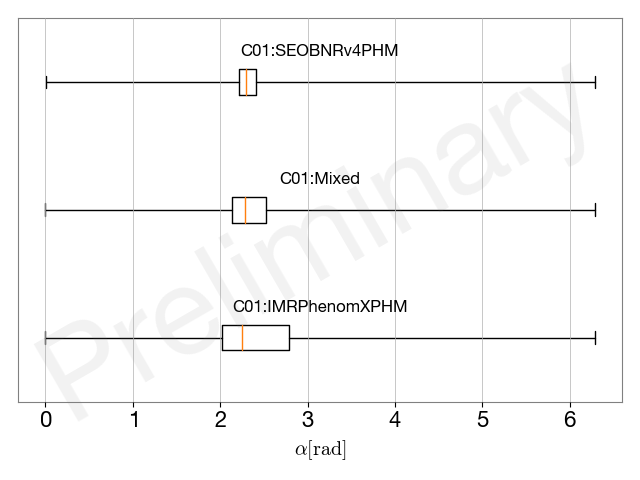 C01:SEOBNRv4PHM
C01:Mixed
C01:IMRPhenomXPHM
Preliminary
0 1 2 3 4 5 6
α[rad]